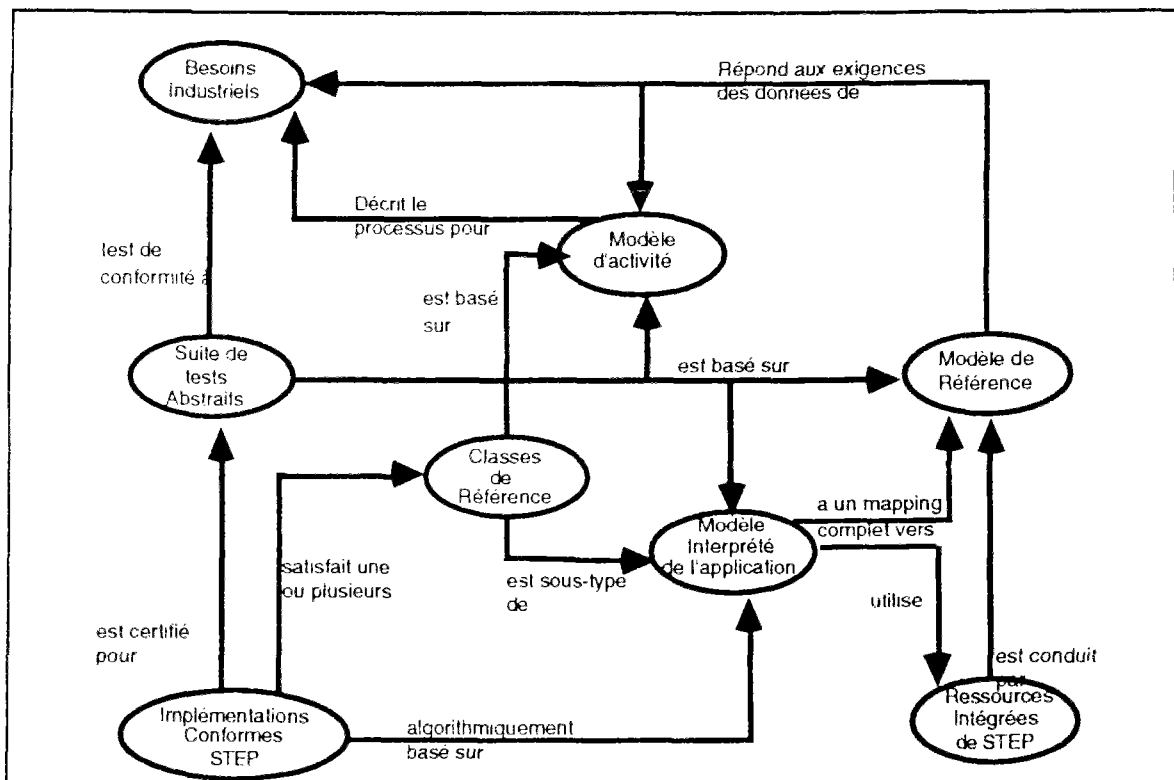 Besoins
Industriels
Répond aux exigences
des données de
Décrit le
processus pour
Modèle
d'activité
test de
conformité à
est basé
sur
Suite de
tests
Abstraits
est basé sur
Modèle de
Référence
Classes
de
Référence
a un mapping
complet vers
Modèle
Interprété
de l'application
satisfait une
ou plusieurs
est sous-type
de
utilise
est certifié
pour
est conduit
par
Implémentations
Conformes
STEP
algorithmiquement
basé sur
Ressources
Intégrées
de STEP